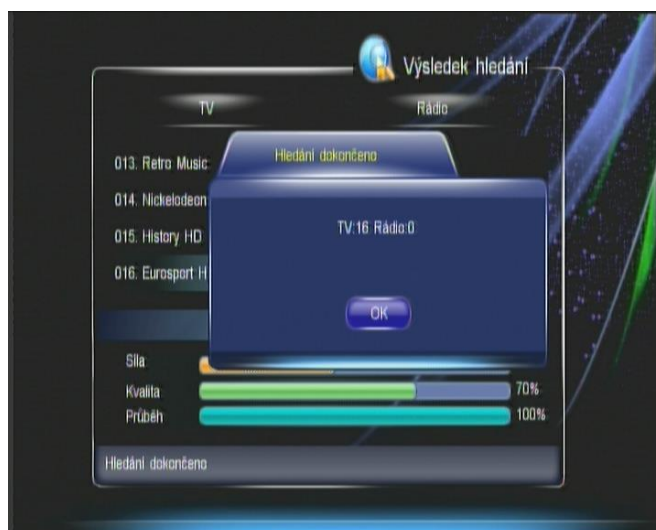 Výsledek hledání
TV Rádio
013. Retro Music
014. Nickelodeon
015. History HD
016. Eurosport H
Hledání dokončeno
TV:16 Rádio:0
OK
Síla
Kvalita 70%
Průběh 100%
Hledání dokončeno